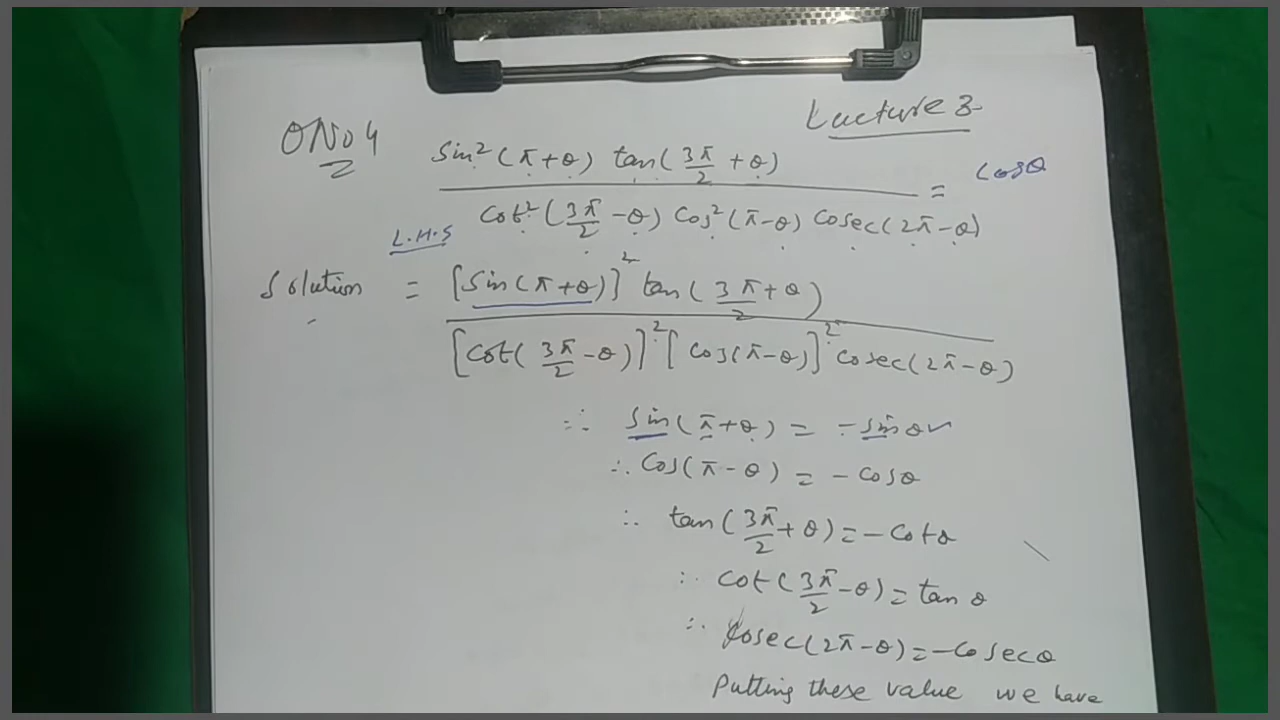 Lecture 3
QNo 4
sin²(π+θ) tan(3π/2 + θ) / cot²(3π/2 - θ) Cos²(π-θ) Cosec(2π-θ) = Cosθ
L.H.S
Solution = [Sin(π+θ)]² tan(3π/2 + θ) / [Cot(3π/2 - θ)]² [Cos(π-θ)]² Cosec(2π-θ)
∴ sin(π+θ) = -sinθ
∴ Cos(π-θ) = -Cosθ
∴ tan(3π/2 + θ) = -Cotθ
∴ Cot(3π/2 - θ) = tanθ
∴ Cosec(2π-θ) = -Cosecθ
Putting these value we have